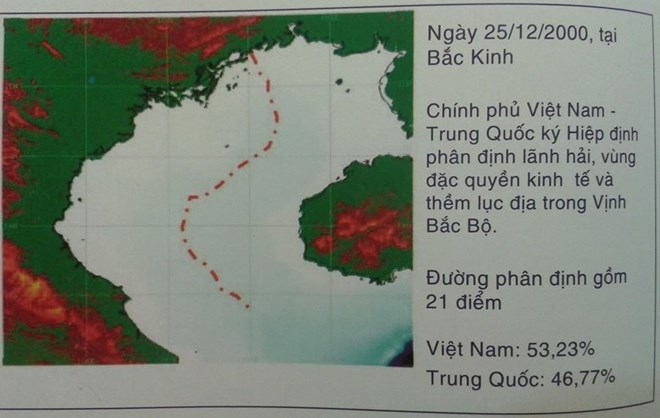 Ngày 25/12/2000, tại
Bắc Kinh
Chính phủ Việt Nam -
Trung Quốc ký Hiệp định
phân định lãnh hải, vùng
đặc quyền kinh tế và
thềm lục địa trong Vịnh
Bắc Bộ.
Đường phân định gồm
21 điểm
Việt Nam: 53,23%
Trung Quốc: 46,77%